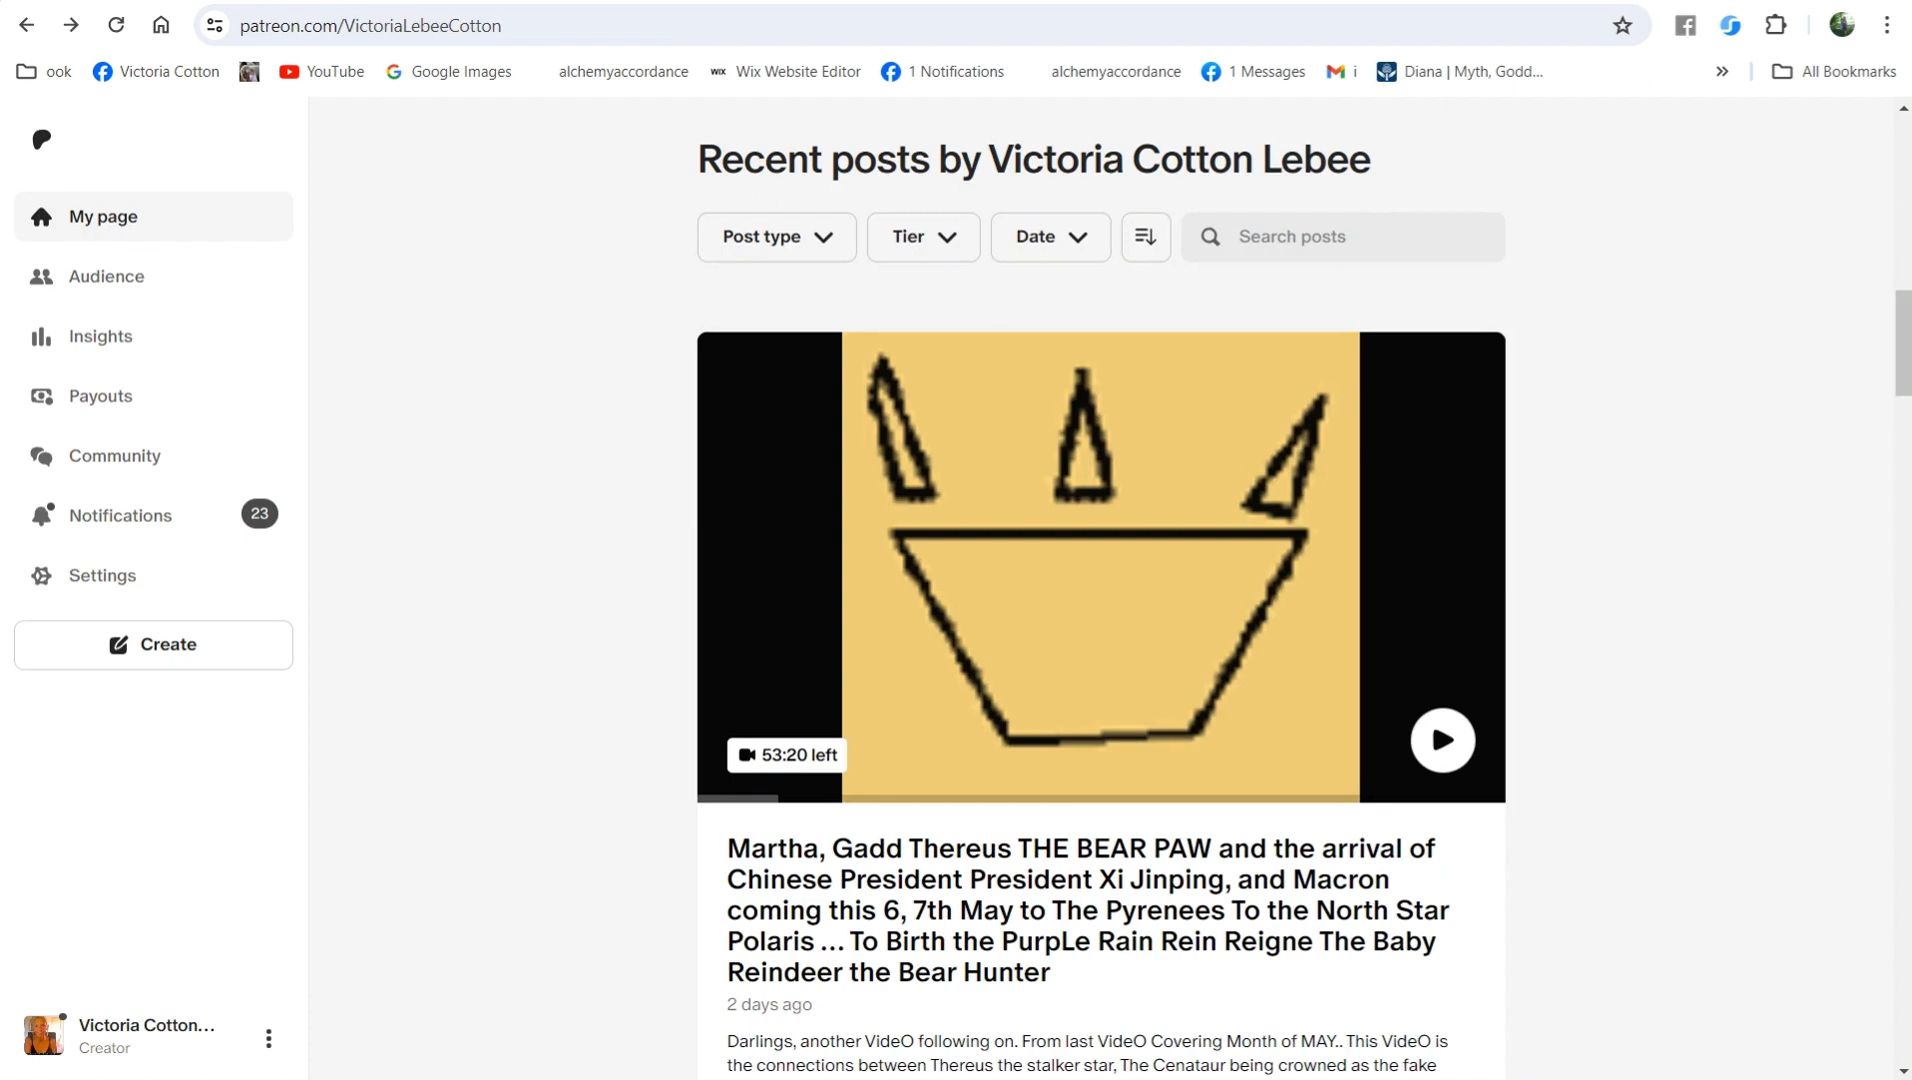 patreon.com/VictoriaLebeeCotton
ook
Victoria Cotton
YouTube
Google Images
alchemyaccordance
WIX Wix Website Editor
1 Notifications
alchemyaccordance
1 Messages
i
Diana | Myth, Godd...
All Bookmarks
My page
Audience
Insights
Payouts
Community
Notifications 23
Settings
Create
Victoria Cotton...
Creator
Recent posts by Victoria Cotton Lebee
Post type
Tier
Date
Search posts
53:20 left
Martha, Gadd Thereus THE BEAR PAW and the arrival of
Chinese President President Xi Jinping, and Macron
coming this 6, 7th May to The Pyrenees To the North Star
Polaris ... To Birth the PurpLe Rain Rein Reigne The Baby
Reindeer the Bear Hunter
2 days ago
Darlings, another VideO following on. From last VideO Covering Month of MAY.. This VideO is
the connections between Thereus the stalker star, The Cenataur being crowned as the fake